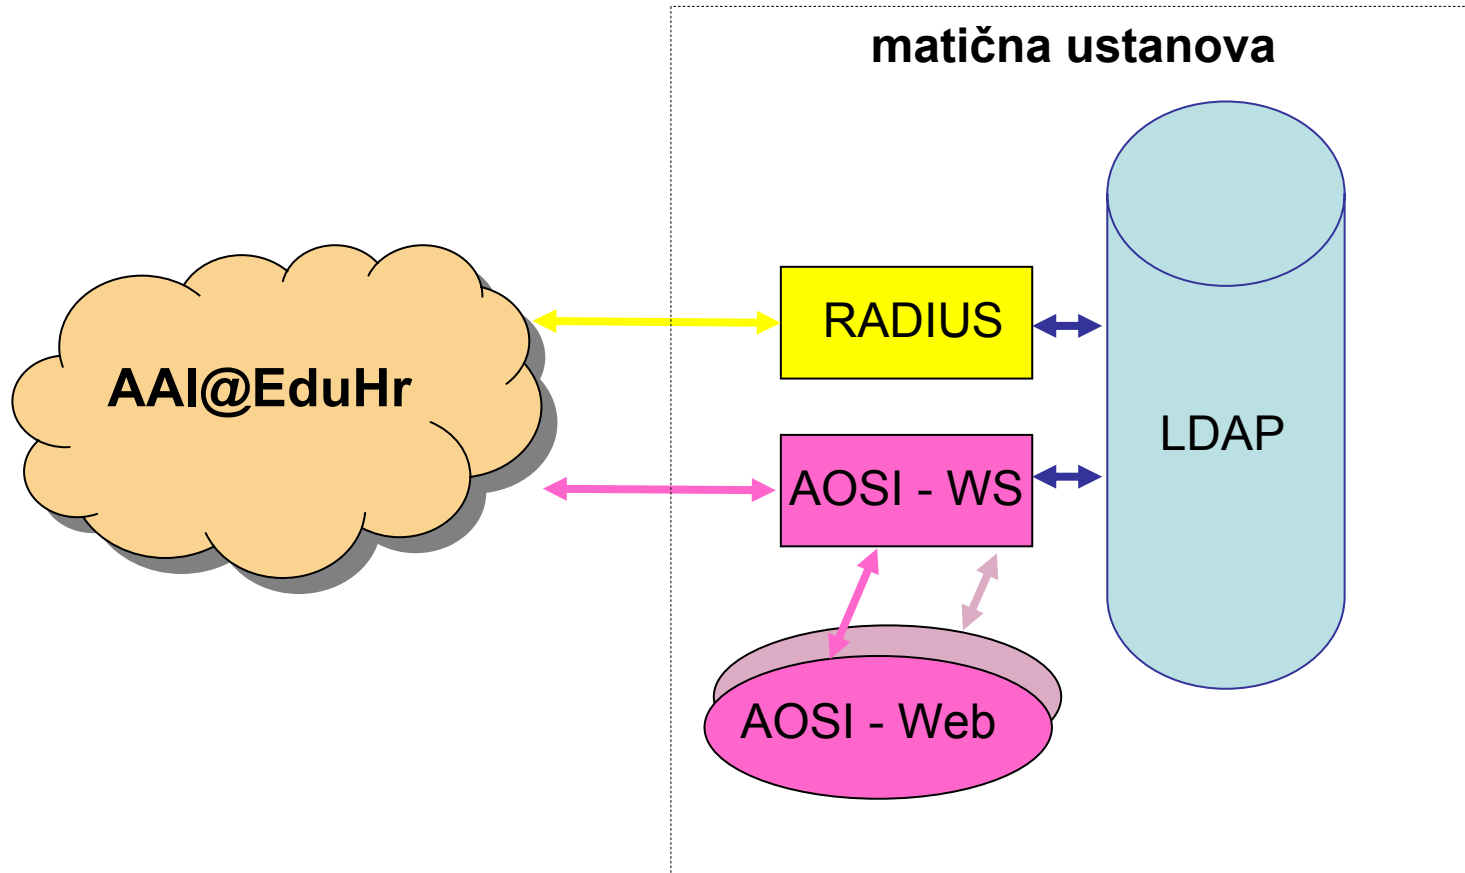 matična ustanova
AAI@EduHr
RADIUS
LDAP
AOSI - WS
AOSI - Web